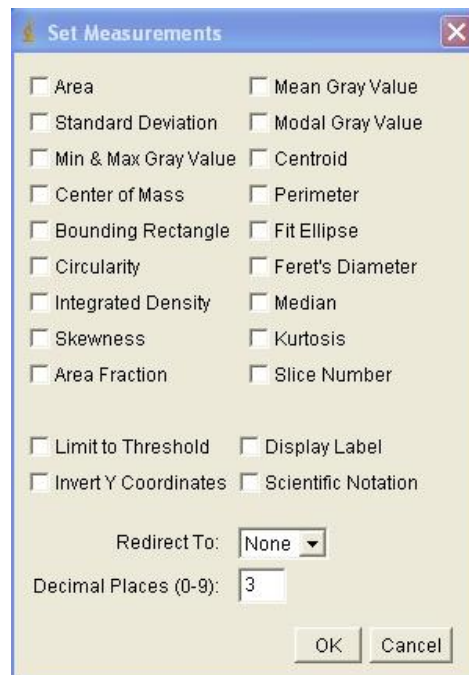 Set Measurements
Area Mean Gray Value
Standard Deviation Modal Gray Value
Min & Max Gray Value Centroid
Center of Mass Perimeter
Bounding Rectangle Fit Ellipse
Circularity Feret's Diameter
Integrated Density Median
Skewness Kurtosis
Area Fraction Slice Number
Limit to Threshold Display Label
Invert Y Coordinates Scientific Notation
Redirect To: None
Decimal Places (0-9): 3
OK Cancel